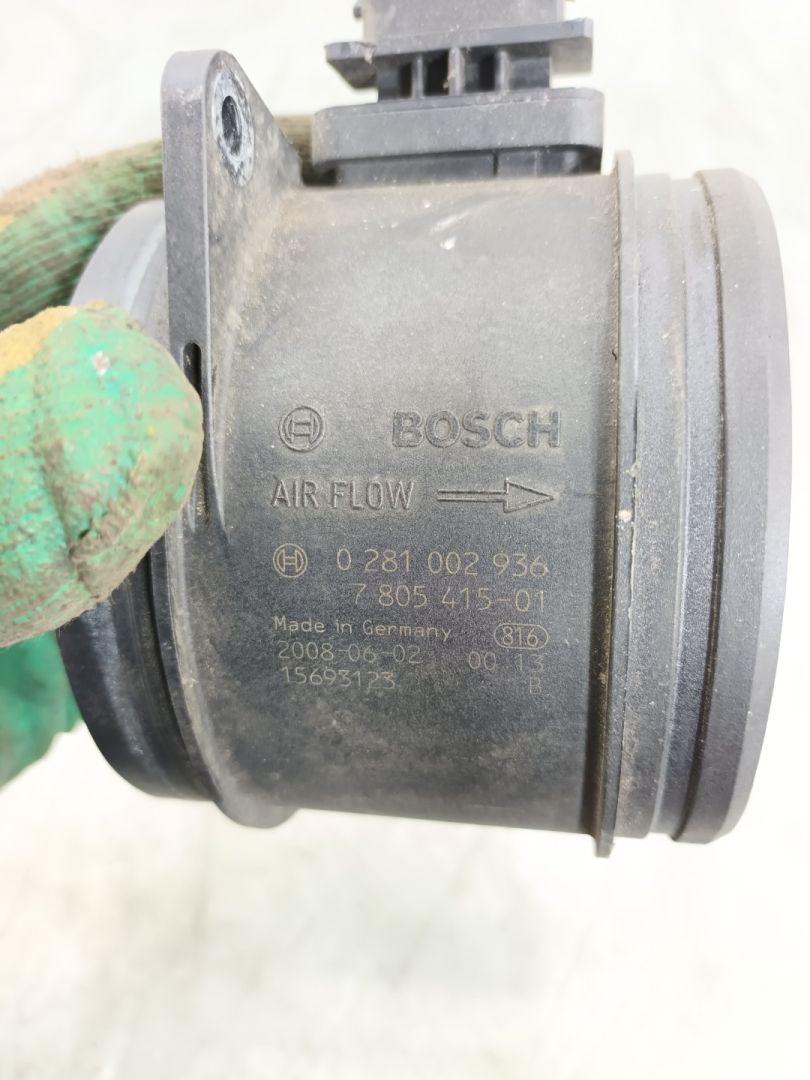 BOSCH
AIR FLOW
0 281 002 936
7 805 415-01
Made in Germany 816
2008-06-02 00 13
15693123 B